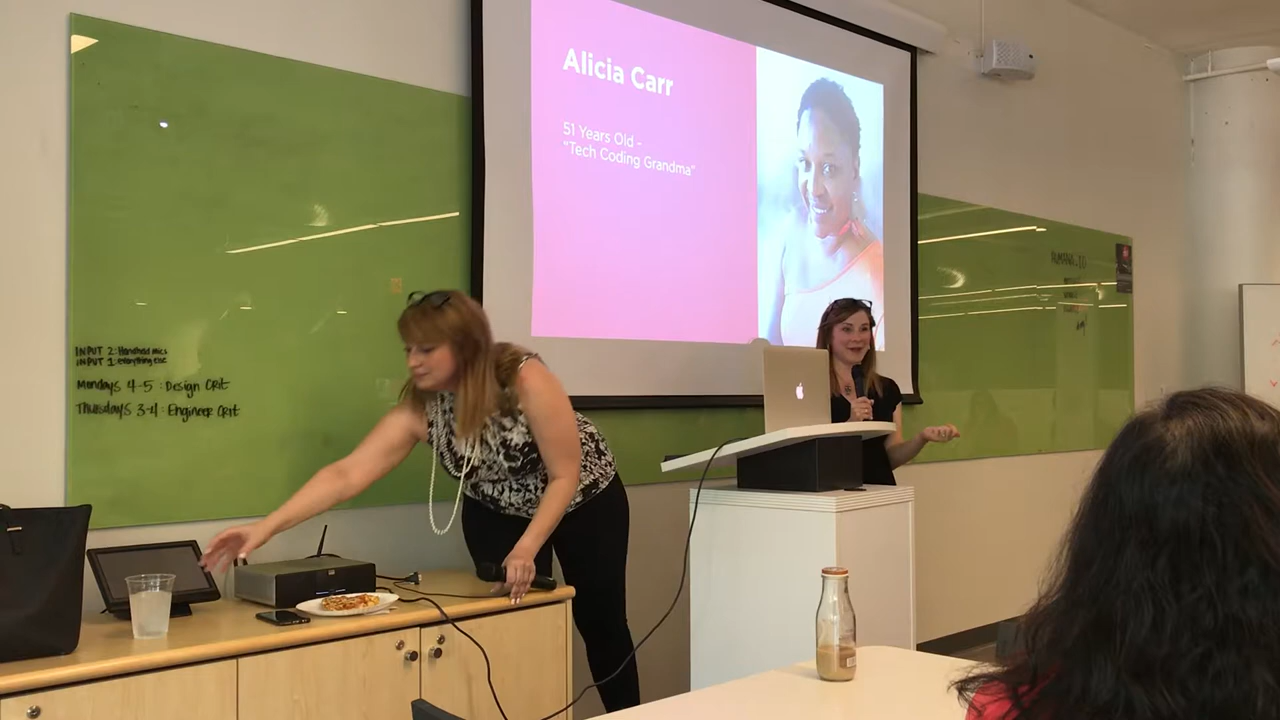 Alicia Carr
51 Years Old -
"Tech Coding Grandma"
INPUT 2: Handheld mics
INPUT 1: everything else
Mondays 4-5 : Design Crit
Thursdays 3-4 : Engineer Crit